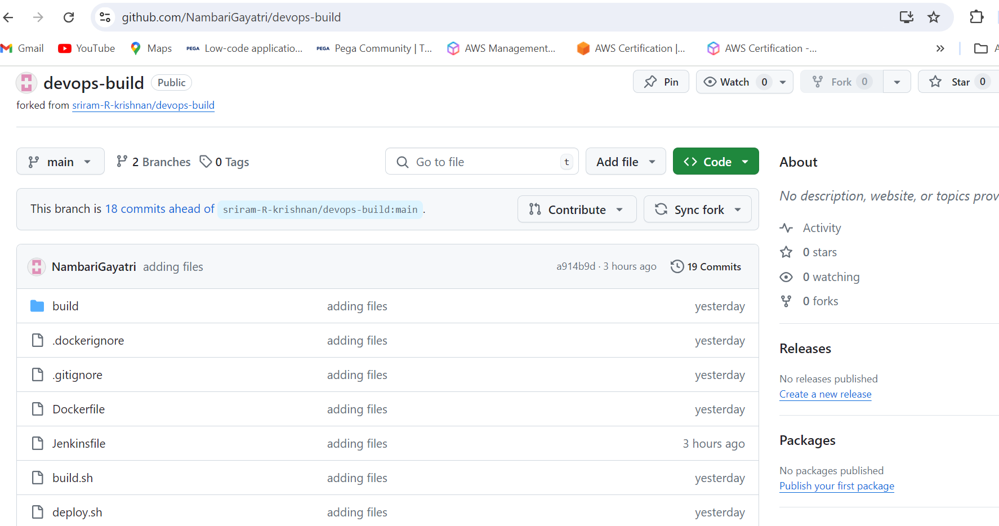 github.com/NambariGayatri/devops-build
Gmail YouTube Maps PEGA Low-code applicatio... PEGA Pega Community | T... AWS Management... AWS Certification |... AWS Certification -... »
devops-build Public Pin Watch 0 Fork 0 Star 0
forked from sriram-R-krishnan/devops-build
main 2 Branches 0 Tags Go to file t Add file <> Code About
No description, website, or topics prov
This branch is 18 commits ahead of sriram-R-krishnan/devops-build:main . Contribute Sync fork
Activity
0 stars
NambariGayatri adding files a914b9d · 3 hours ago 19 Commits
0 watching
0 forks
build adding files yesterday
.dockerignore adding files yesterday
Releases
.gitignore adding files yesterday
No releases published
Create a new release
Dockerfile adding files yesterday
Jenkinsfile adding files 3 hours ago
Packages
No packages published
build.sh adding files yesterday
Publish your first package
deploy.sh adding files yesterday